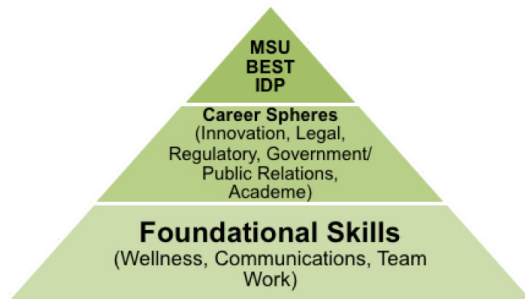 MSU
BEST
IDP
Career Spheres
(Innovation, Legal,
Regulatory, Government/
Public Relations,
Academe)
Foundational Skills
(Wellness, Communications, Team
Work)